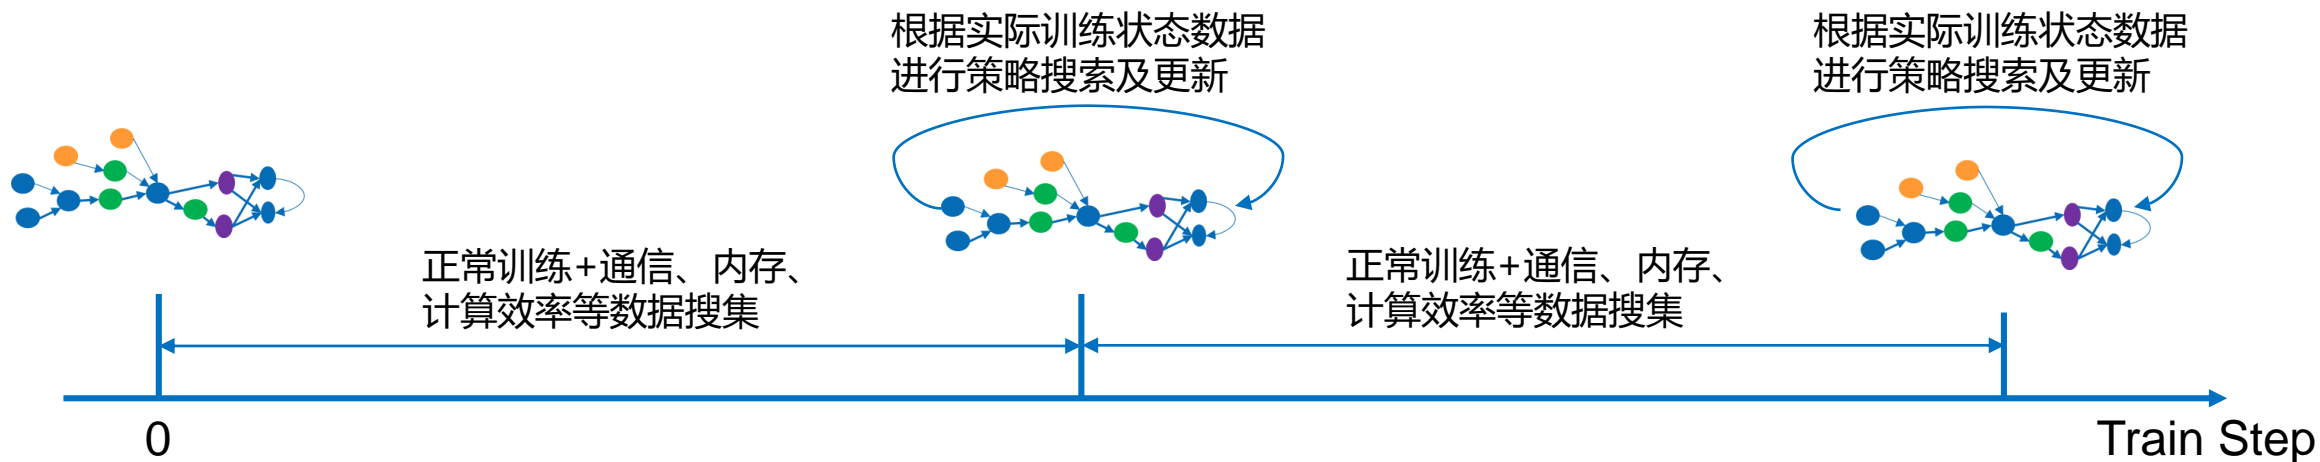 根据实际训练状态数据
进行策略搜索及更新
根据实际训练状态数据
进行策略搜索及更新
正常训练+通信、内存、
计算效率等数据搜集
正常训练+通信、内存、
计算效率等数据搜集
0
Train Step